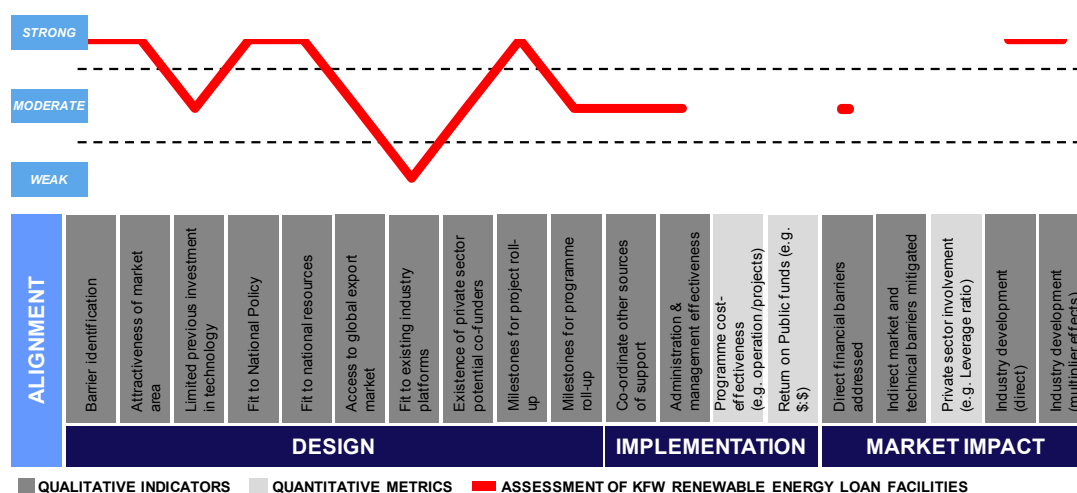 STRONG
MODERATE
WEAK
ALIGNMENT
Barrier identification
Attractiveness of market
area
Limited previous investment
in technology
Fit to National Policy
Fit to national resources
Access to global export
market
Fit to existing industry
platforms
Existence of private sector
potential co-funders
Milestones for project roll-
up
Milestones for programme
roll-up
Co-ordinate other sources
of support
Administration &
management effectiveness
Programme cost-
effectiveness
(e.g. operation /projects)
Return on Public funds (e.g.
$:$)
Direct financial barriers
addressed
Indirect market and
technical barriers mitigated
Private sector involvement
(e.g. Leverage ratio)
Industry development
(direct)
Industry development
(multiplier effects)
DESIGN
IMPLEMENTATION
MARKET IMPACT
QUALITATIVE INDICATORS
QUANTITATIVE METRICS
ASSESSMENT OF KFW RENEWABLE ENERGY LOAN FACILITIES